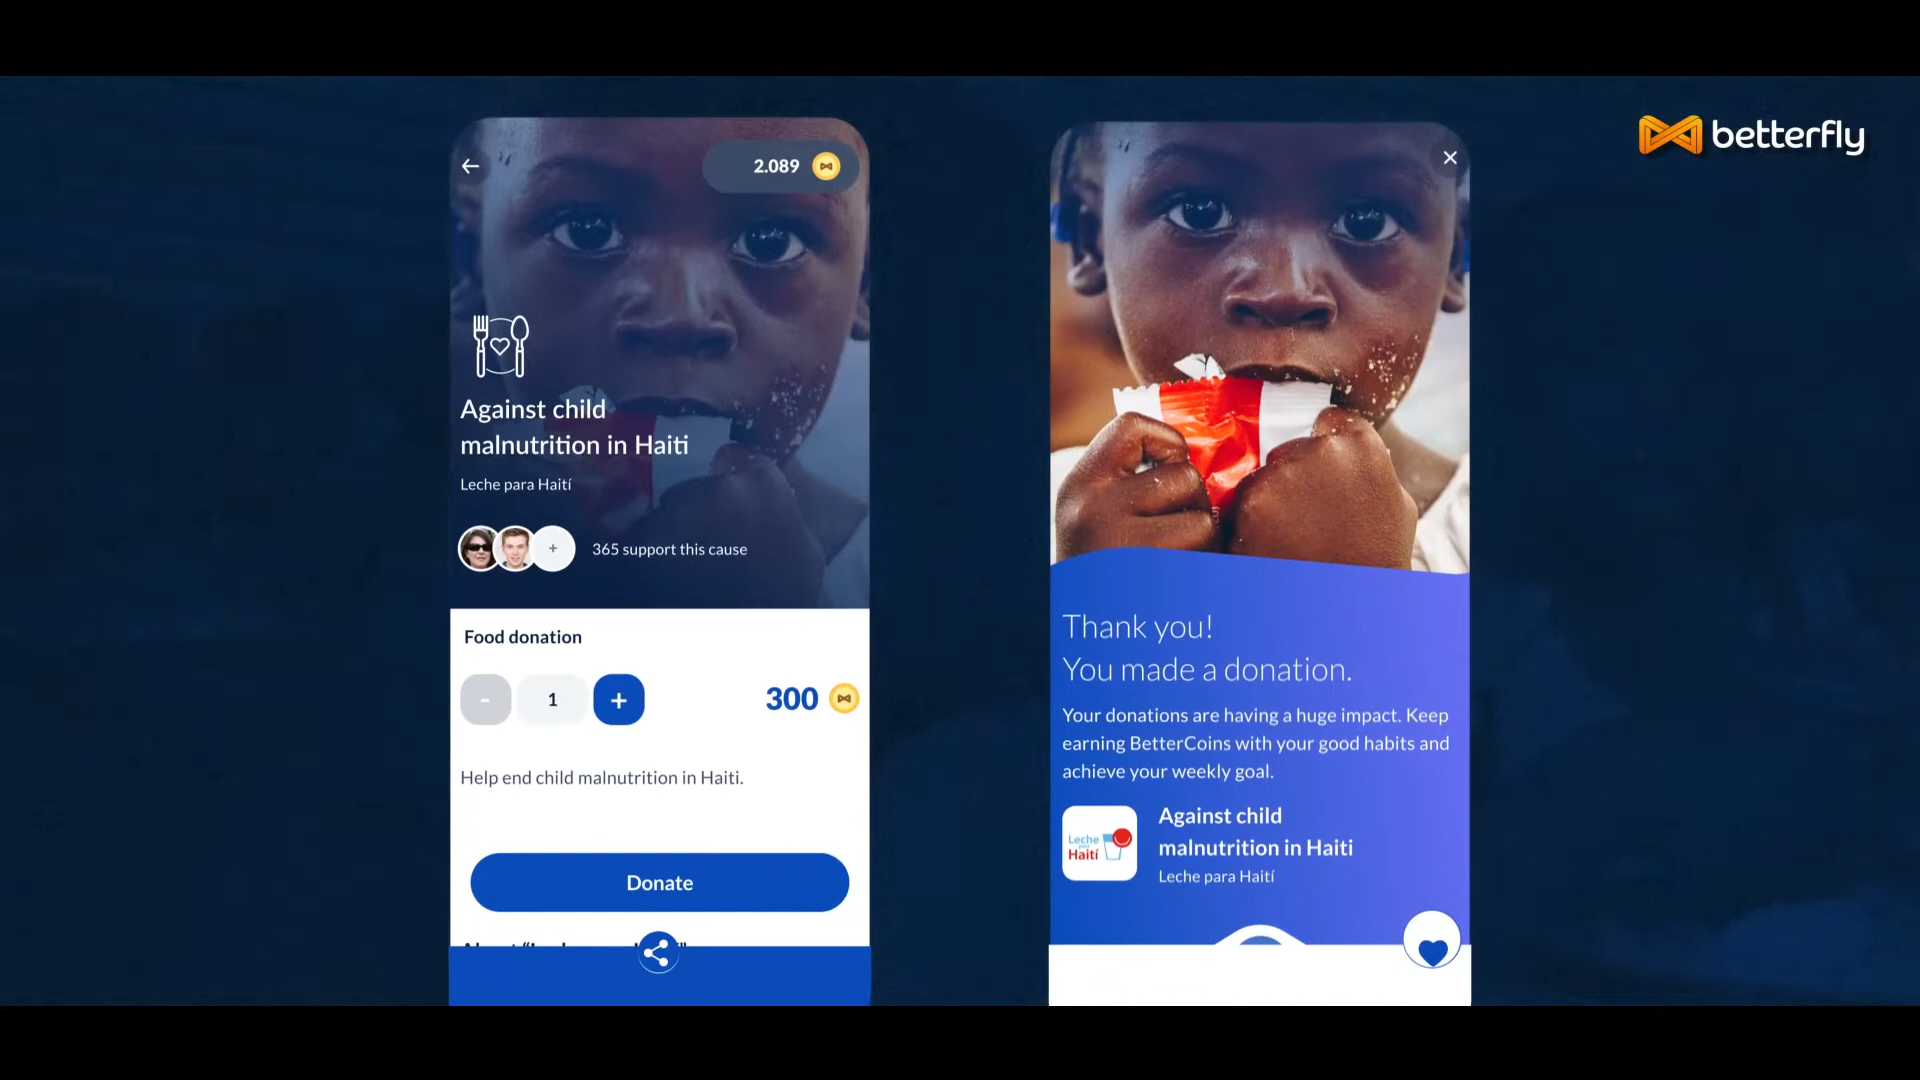 betterfly
2.089
Against child
malnutrition in Haiti
Leche para Haití
+
365 support this cause
Food donation
- 1 + 300
Help end child malnutrition in Haiti.
Donate
Thank you!
You made a donation.
Your donations are having a huge impact. Keep
earning BetterCoins with your good habits and
achieve your weekly goal.
Leche
para
Haití
Against child
malnutrition in Haiti
Leche para Haití